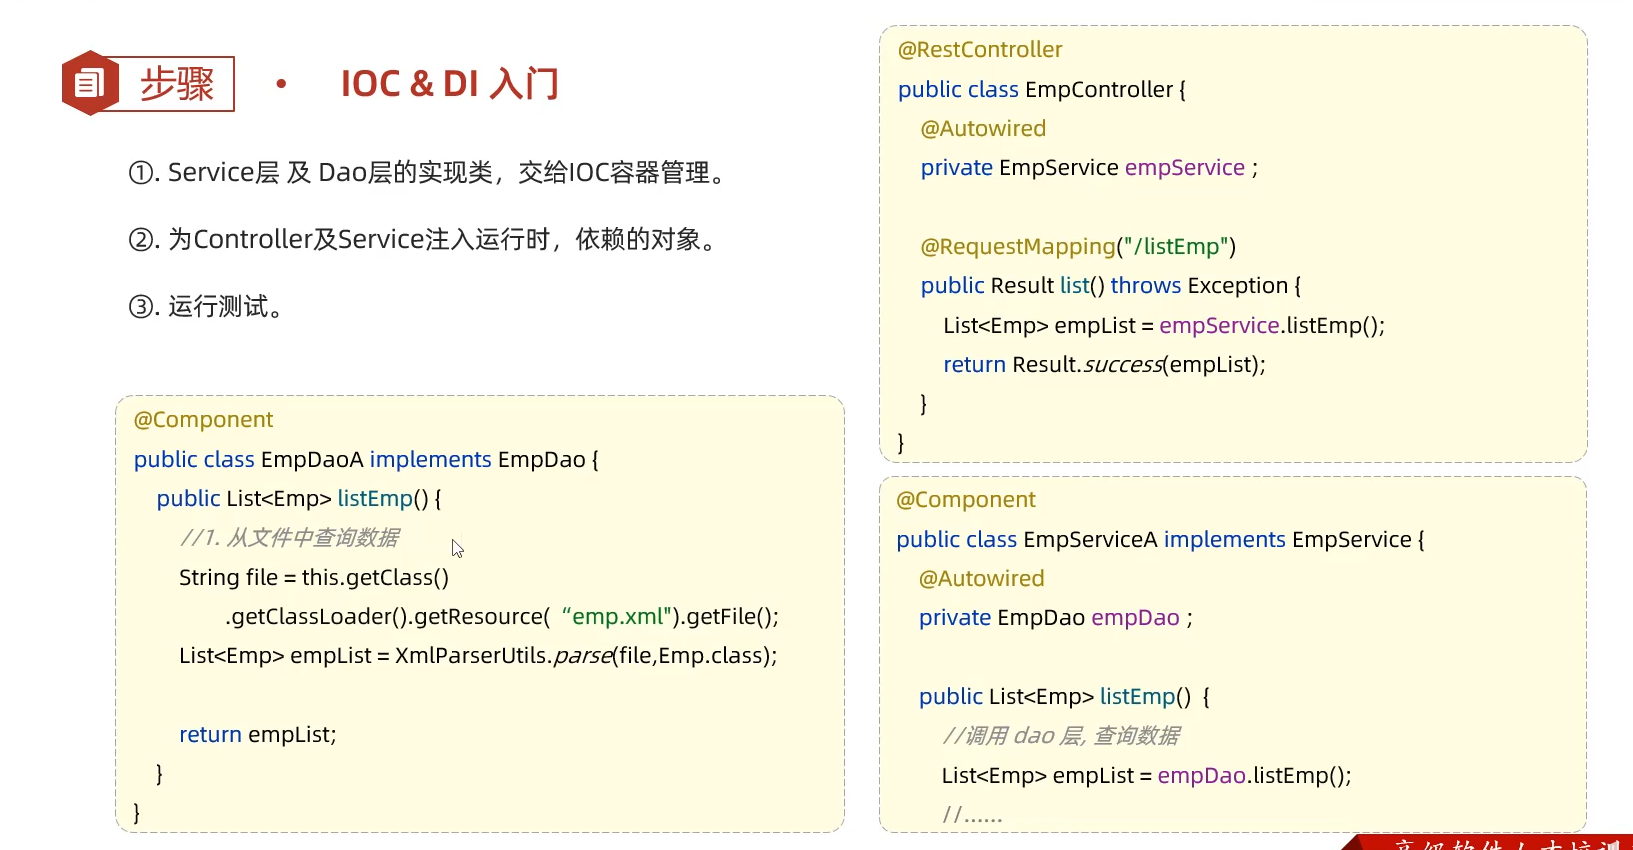 步骤 • IOC & DI 入门
①. Service层 及 Dao层的实现类，交给IOC容器管理。
②. 为Controller及Service注入运行时，依赖的对象。
③. 运行测试。
@Component
public class EmpDaoA implements EmpDao {
public List<Emp> listEmp() {
//1. 从文件中查询数据
String file = this.getClass()
.getClassLoader().getResource( “emp.xml").getFile();
List<Emp> empList = XmlParserUtils.parse(file,Emp.class);
return empList;
}
}
@RestController
public class EmpController {
@Autowired
private EmpService empService ;
@RequestMapping("/listEmp")
public Result list() throws Exception {
List<Emp> empList = empService.listEmp();
return Result.success(empList);
}
}
@Component
public class EmpServiceA implements EmpService {
@Autowired
private EmpDao empDao ;
public List<Emp> listEmp() {
//调用 dao 层, 查询数据
List<Emp> empList = empDao.listEmp();
//......
高级软件人才培训